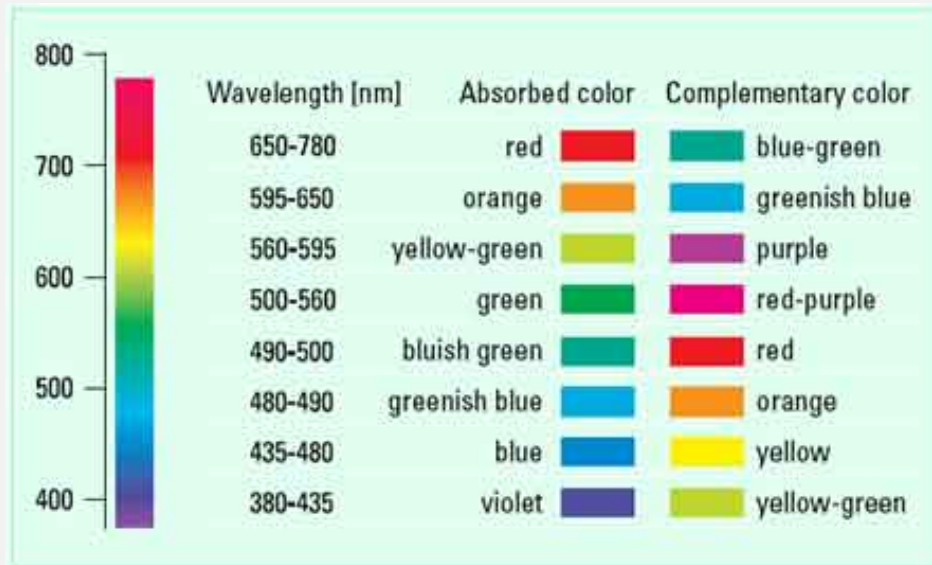 800
700
600
500
400
Wavelength [nm] Absorbed color Complementary color
650-780 red blue-green
595-650 orange greenish blue
560-595 yellow-green purple
500-560 green red-purple
490-500 bluish green red
480-490 greenish blue orange
435-480 blue yellow
380-435 violet yellow-green